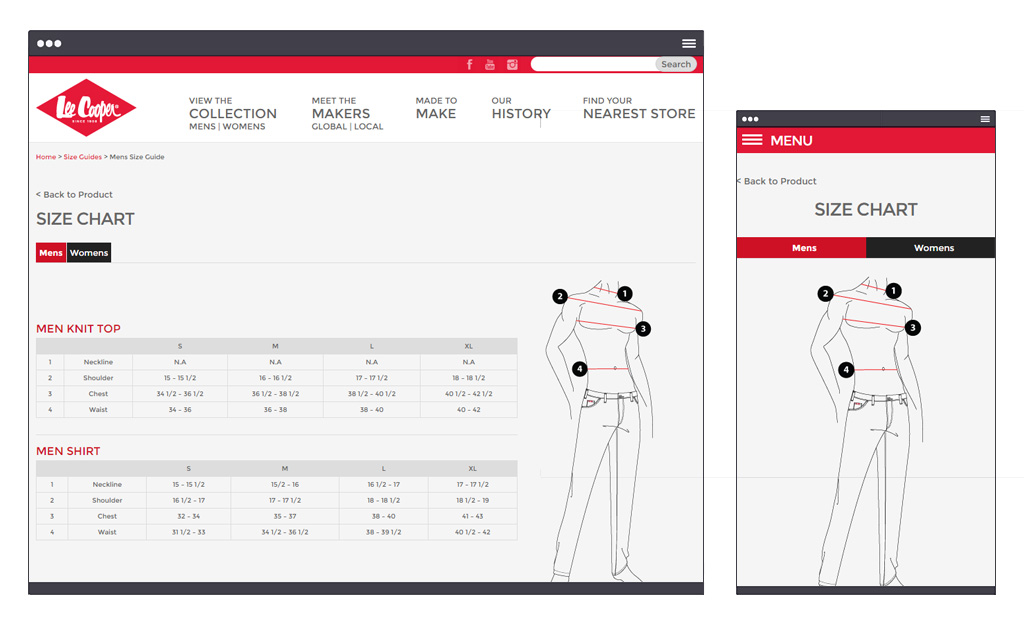 Search
Lee Cooper®
SINCE 1908
VIEW THE
COLLECTION
MENS | WOMENS
MEET THE
MAKERS
GLOBAL | LOCAL
MADE TO
MAKE
OUR
HISTORY
FIND YOUR
NEAREST STORE
Home > Size Guides > Mens Size Guide
< Back to Product
SIZE CHART
Mens Womens
MEN KNIT TOP
S M L XL
1 Neckline N.A N.A N.A N.A
2 Shoulder 15 - 15 1/2 16 - 16 1/2 17 - 17 1/2 18 - 18 1/2
3 Chest 34 1/2 - 36 1/2 36 1/2 - 38 1/2 38 1/2 - 40 1/2 40 1/2 - 42 1/2
4 Waist 34 - 36 36 - 38 38 - 40 40 - 42
MEN SHIRT
S M L XL
1 Neckline 15 - 15 1/2 15/2 - 16 16 1/2 - 17 17 - 17 1/2
2 Shoulder 16 1/2 - 17 17 - 17 1/2 18 - 18 1/2 18 1/2 - 19
3 Chest 32 - 34 35 - 37 38 - 40 41 - 43
4 Waist 31 1/2 - 33 34 1/2 - 36 1/2 38 - 39 1/2 40 1/2 - 42
1
2
3
4
MENU
< Back to Product
SIZE CHART
Mens Womens
1
2
3
4